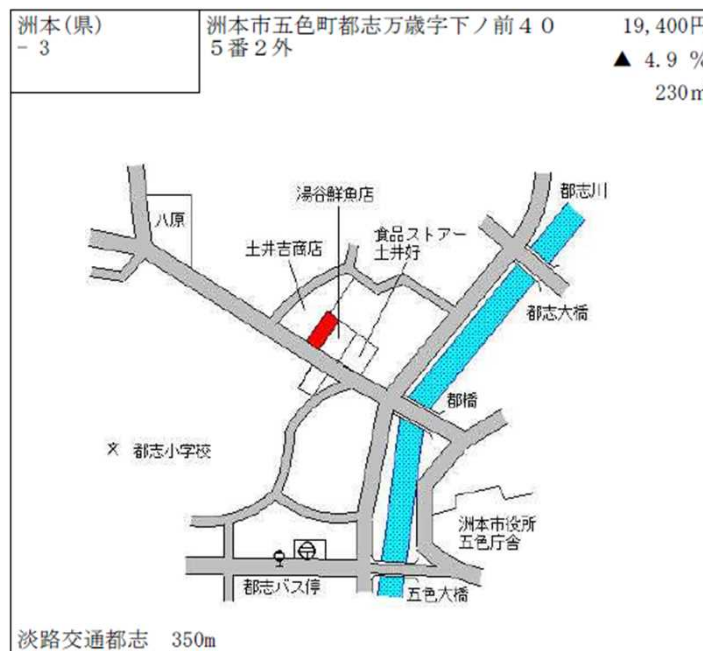 洲本(県)
－ 3
洲本市五色町都志万歳字下ノ前４０
５番２外
19,400円
▲ 4.9 %
230m
都志川
湯谷鮮魚店
八原
食品ストアー
土井好
土井吉商店
都志大橋
都橋
都志小学校
洲本市役所
五色庁舎
都志バス停
五色大橋
淡路交通都志 350m